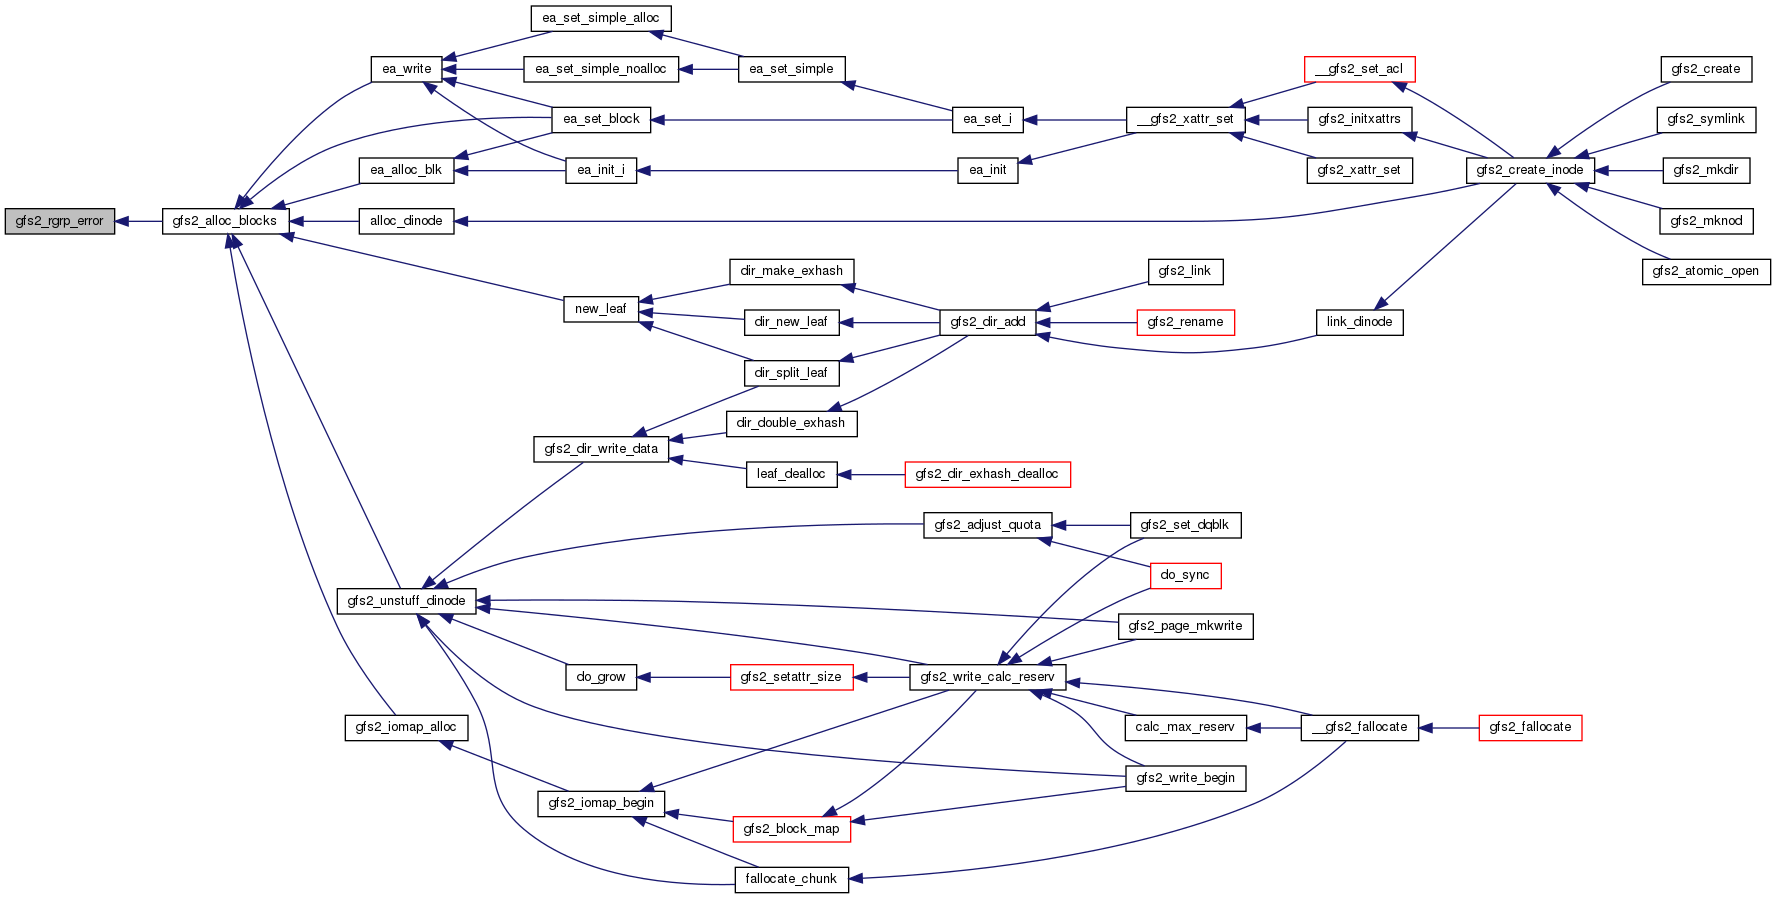 ea_set_simple_alloc
ea_write
ea_set_simple_noalloc
ea_set_simple
__gfs2_set_acl
gfs2_create
ea_set_block
ea_set_i
__gfs2_xattr_set
gfs2_initxattrs
gfs2_symlink
ea_alloc_blk
ea_init_i
ea_init
gfs2_xattr_set
gfs2_create_inode
gfs2_mkdir
gfs2_rgrp_error
gfs2_alloc_blocks
alloc_dinode
gfs2_mknod
dir_make_exhash
gfs2_link
gfs2_atomic_open
new_leaf
dir_new_leaf
gfs2_dir_add
gfs2_rename
link_dinode
dir_split_leaf
dir_double_exhash
gfs2_dir_write_data
leaf_dealloc
gfs2_dir_exhash_dealloc
gfs2_adjust_quota
gfs2_set_dqblk
do_sync
gfs2_unstuff_dinode
gfs2_page_mkwrite
do_grow
gfs2_setattr_size
gfs2_write_calc_reserv
gfs2_iomap_alloc
calc_max_reserv
__gfs2_fallocate
gfs2_fallocate
gfs2_write_begin
gfs2_iomap_begin
gfs2_block_map
fallocate_chunk